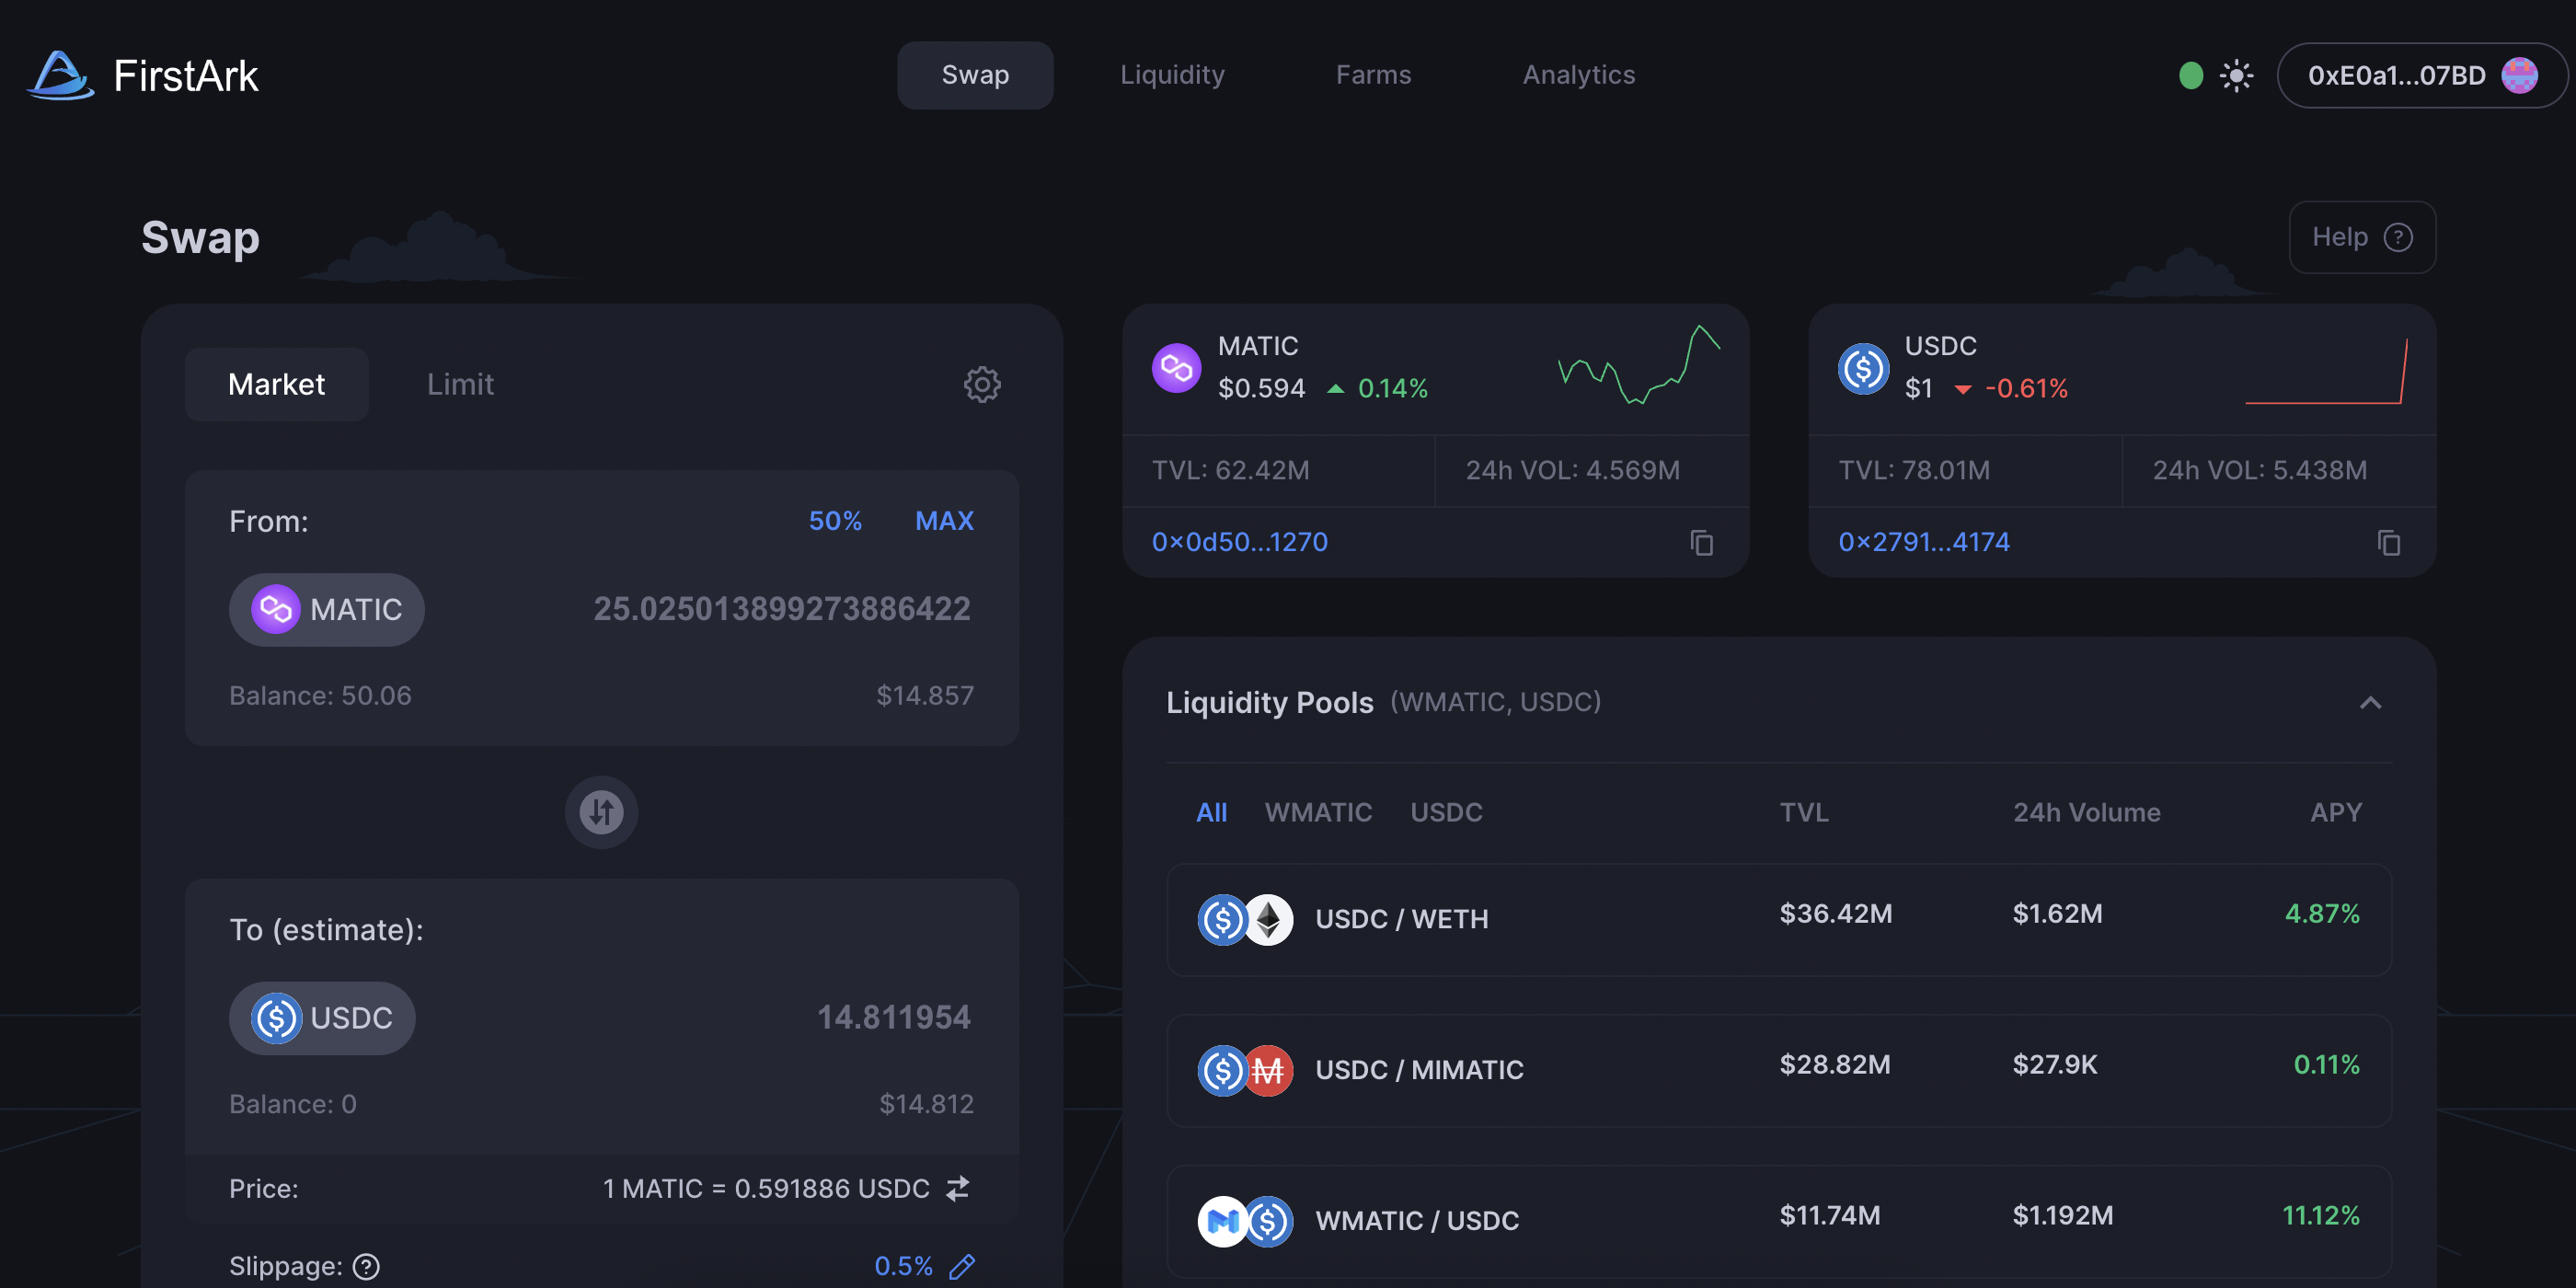 FirstArk
Swap
Liquidity
Farms
Analytics
0xE0a1...07BD
Swap
Help ?
Market
Limit
From:
50%
MAX
MATIC
25.025013899273886422
Balance: 50.06
$14.857
To (estimate):
USDC
14.811954
Balance: 0
$14.812
Price:
1 MATIC = 0.591886 USDC
Slippage: ?
0.5%
MATIC
$0.594 0.14%
TVL: 62.42M
24h VOL: 4.569M
0×0d50...1270
USDC
$1 -0.61%
TVL: 78.01M
24h VOL: 5.438M
0×2791...4174
Liquidity Pools (WMATIC, USDC)
All WMATIC USDC TVL 24h Volume APY
USDC / WETH $36.42M $1.62M 4.87%
USDC / MIMATIC $28.82M $27.9K 0.11%
WMATIC / USDC $11.74M $1.192M 11.12%